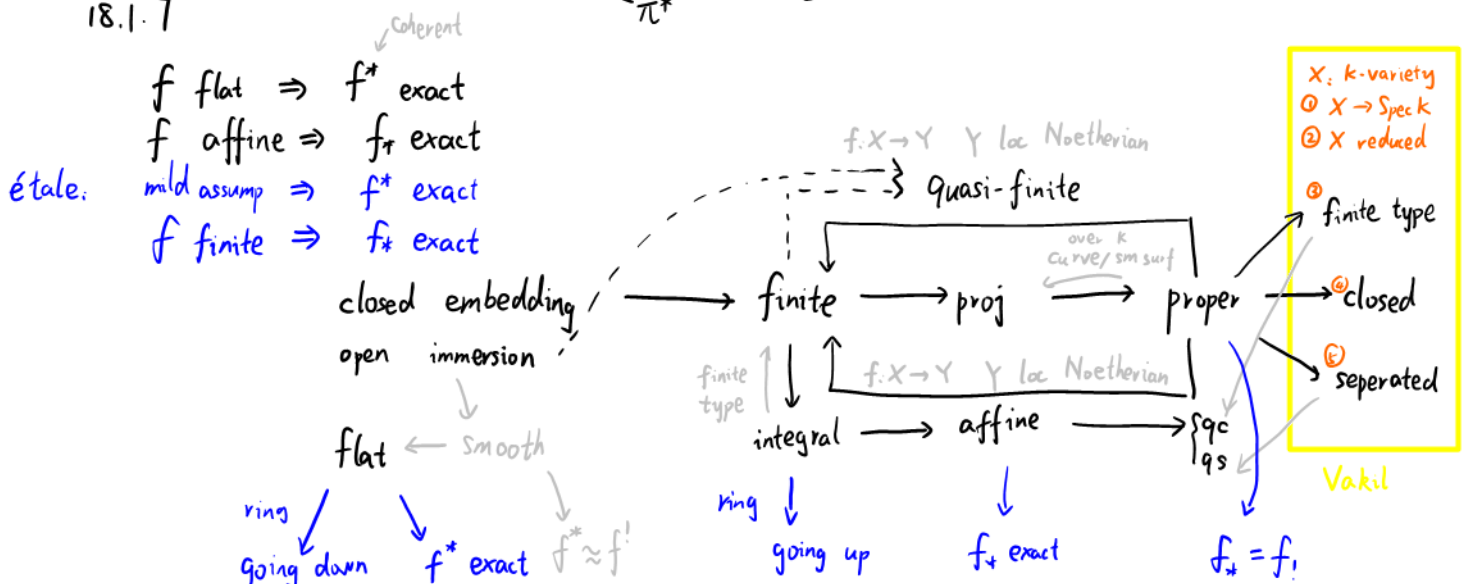 18.1.7
π*
coherent
f flat ⇒ f* exact
f affine ⇒ f* exact
étale: mild assump ⇒ f* exact
f finite ⇒ f* exact
f: X → Y Y loc Noetherian
quasi-finite
closed embedding
open immersion
finite
over k
curve/sm surf
proj
proper
X: k-variety
① X → Spec k
② X reduced
③ finite type
④ closed
⑤ seperated
Vakil
finite
type
f: X → Y Y loc Noetherian
integral
affine
{qc
qs
flat
smooth
ring
going down
f* exact
f* ≈ f!
ring
going up
f* exact
f* = f!